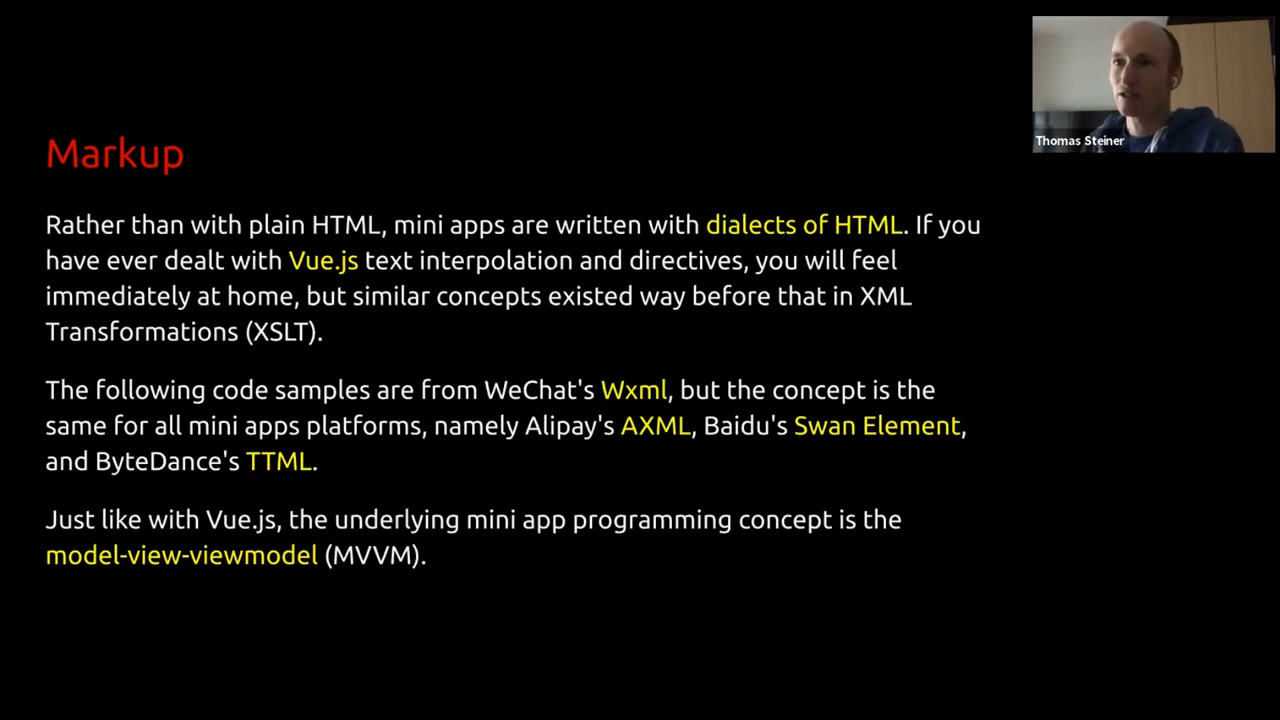 Thomas Steiner
Markup
Rather than with plain HTML, mini apps are written with dialects of HTML. If you
have ever dealt with Vue.js text interpolation and directives, you will feel
immediately at home, but similar concepts existed way before that in XML
Transformations (XSLT).
The following code samples are from WeChat's Wxml, but the concept is the
same for all mini apps platforms, namely Alipay's AXML, Baidu's Swan Element,
and ByteDance's TTML.
Just like with Vue.js, the underlying mini app programming concept is the
model-view-viewmodel (MVVM).